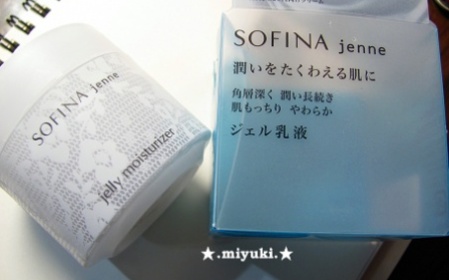 SOFINA jenne
jelly moisturizer
SOFINA jenne
潤いをたくわえる肌に
角層深く 潤い長続き
肌もっちり やわらか
ジェル乳液
★.miyuki.★